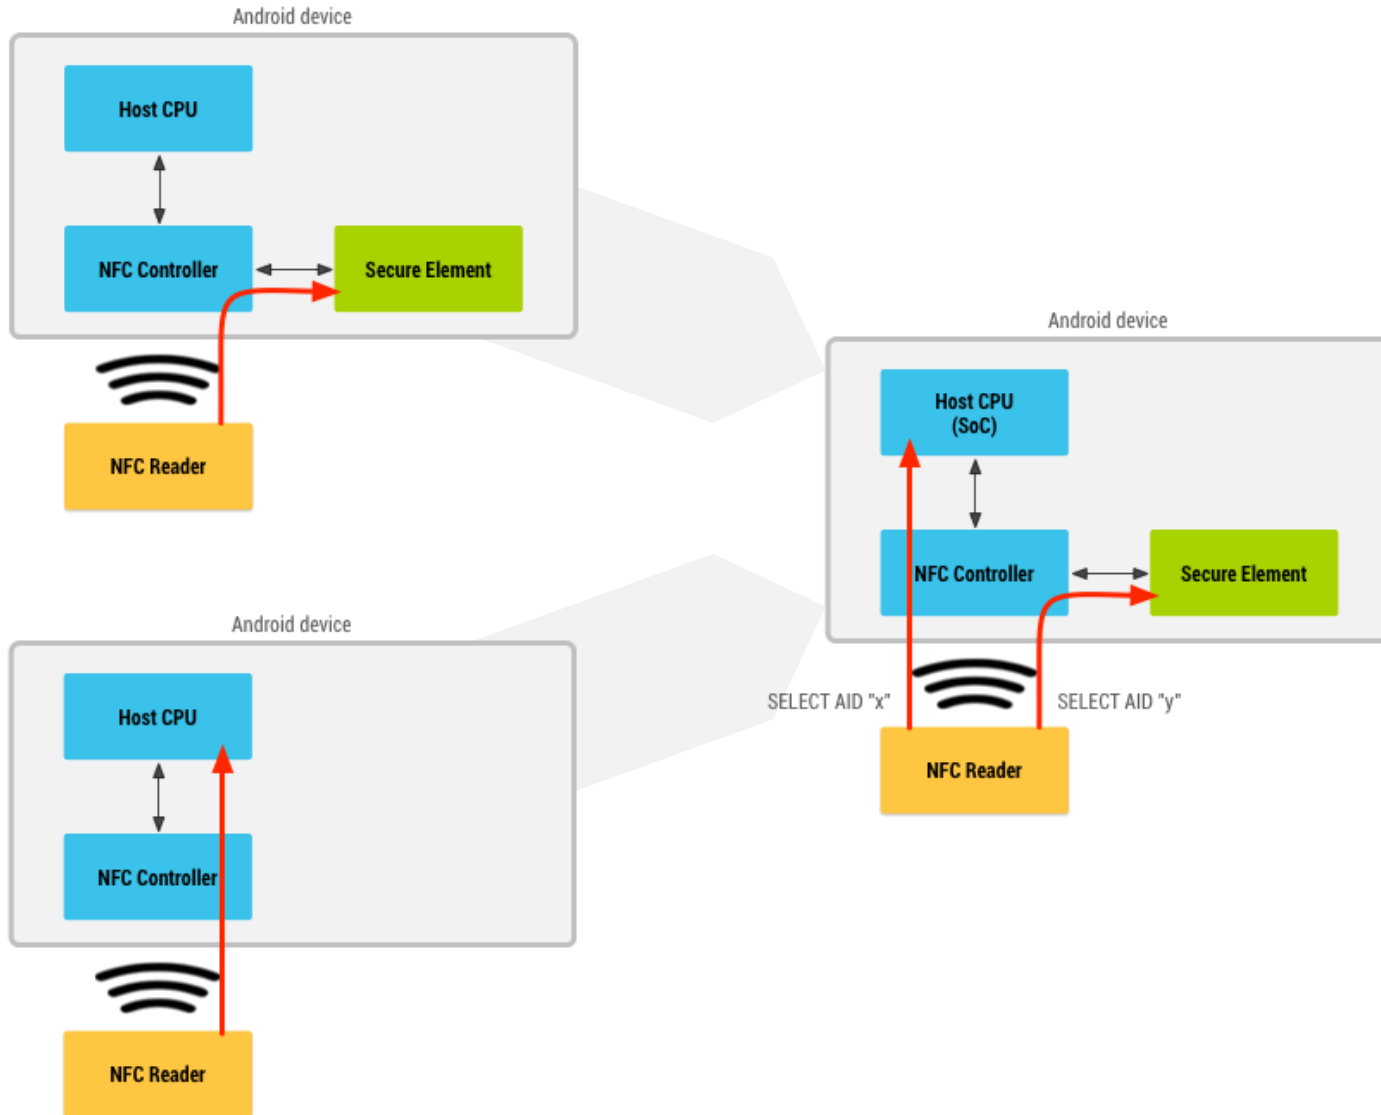 Android device
Host CPU
NFC Controller
Secure Element
NFC Reader
Android device
Host CPU
NFC Controller
NFC Reader
Android device
Host CPU
(SoC)
NFC Controller
Secure Element
SELECT AID "x"
SELECT AID "y"
NFC Reader